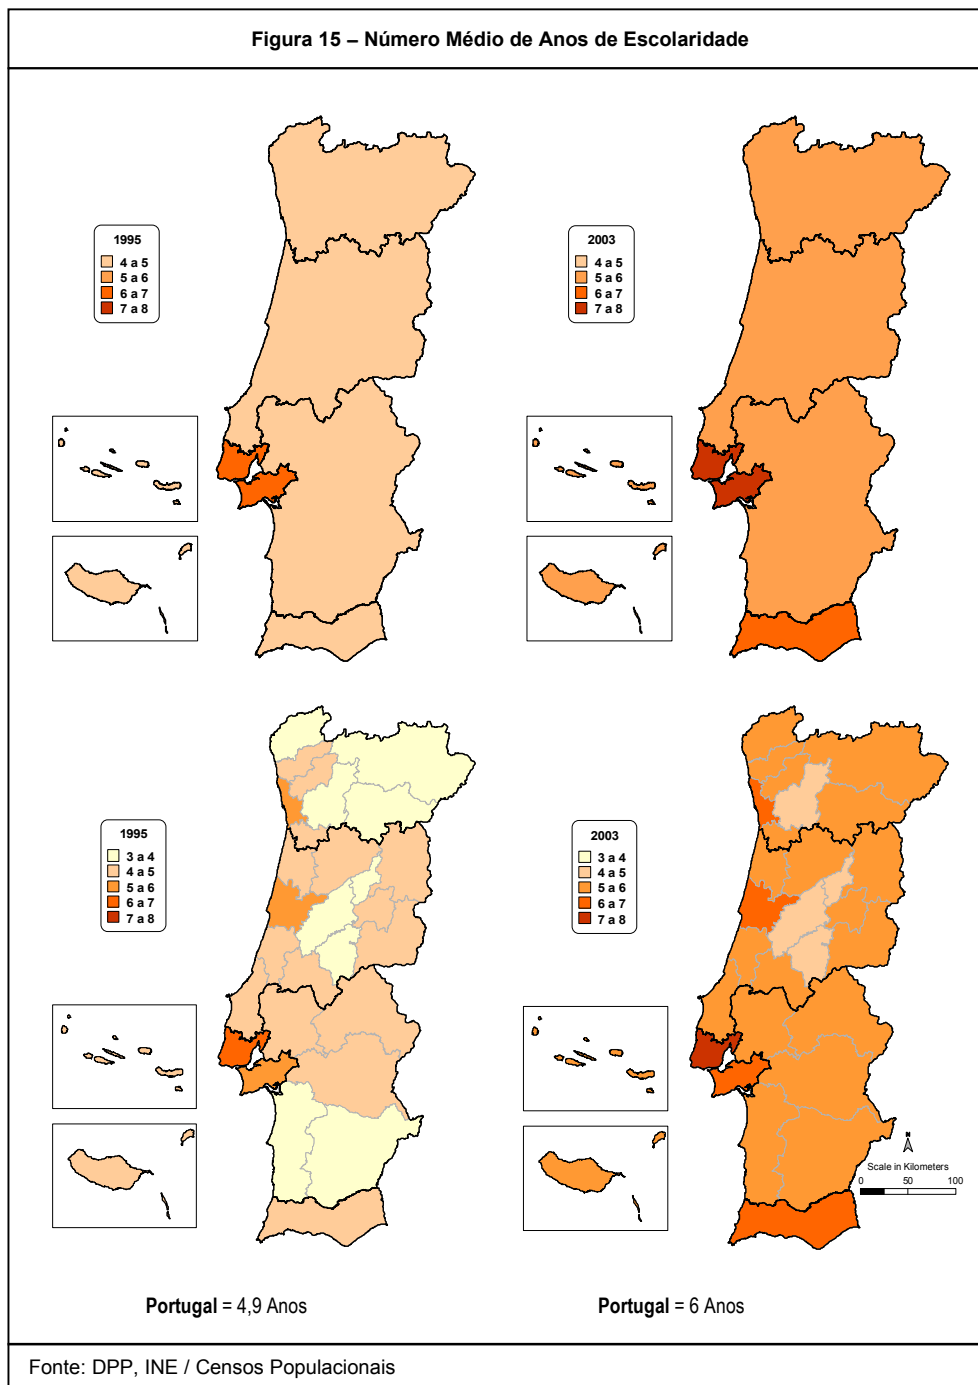 Figura 15 – Número Médio de Anos de Escolaridade
1995
4 a 5
5 a 6
6 a 7
7 a 8
2003
4 a 5
5 a 6
6 a 7
7 a 8
1995
3 a 4
4 a 5
5 a 6
6 a 7
7 a 8
2003
3 a 4
4 a 5
5 a 6
6 a 7
7 a 8
N
Scale in Kilometers
0 50 100
Portugal = 4,9 Anos
Portugal = 6 Anos
Fonte: DPP, INE / Censos Populacionais